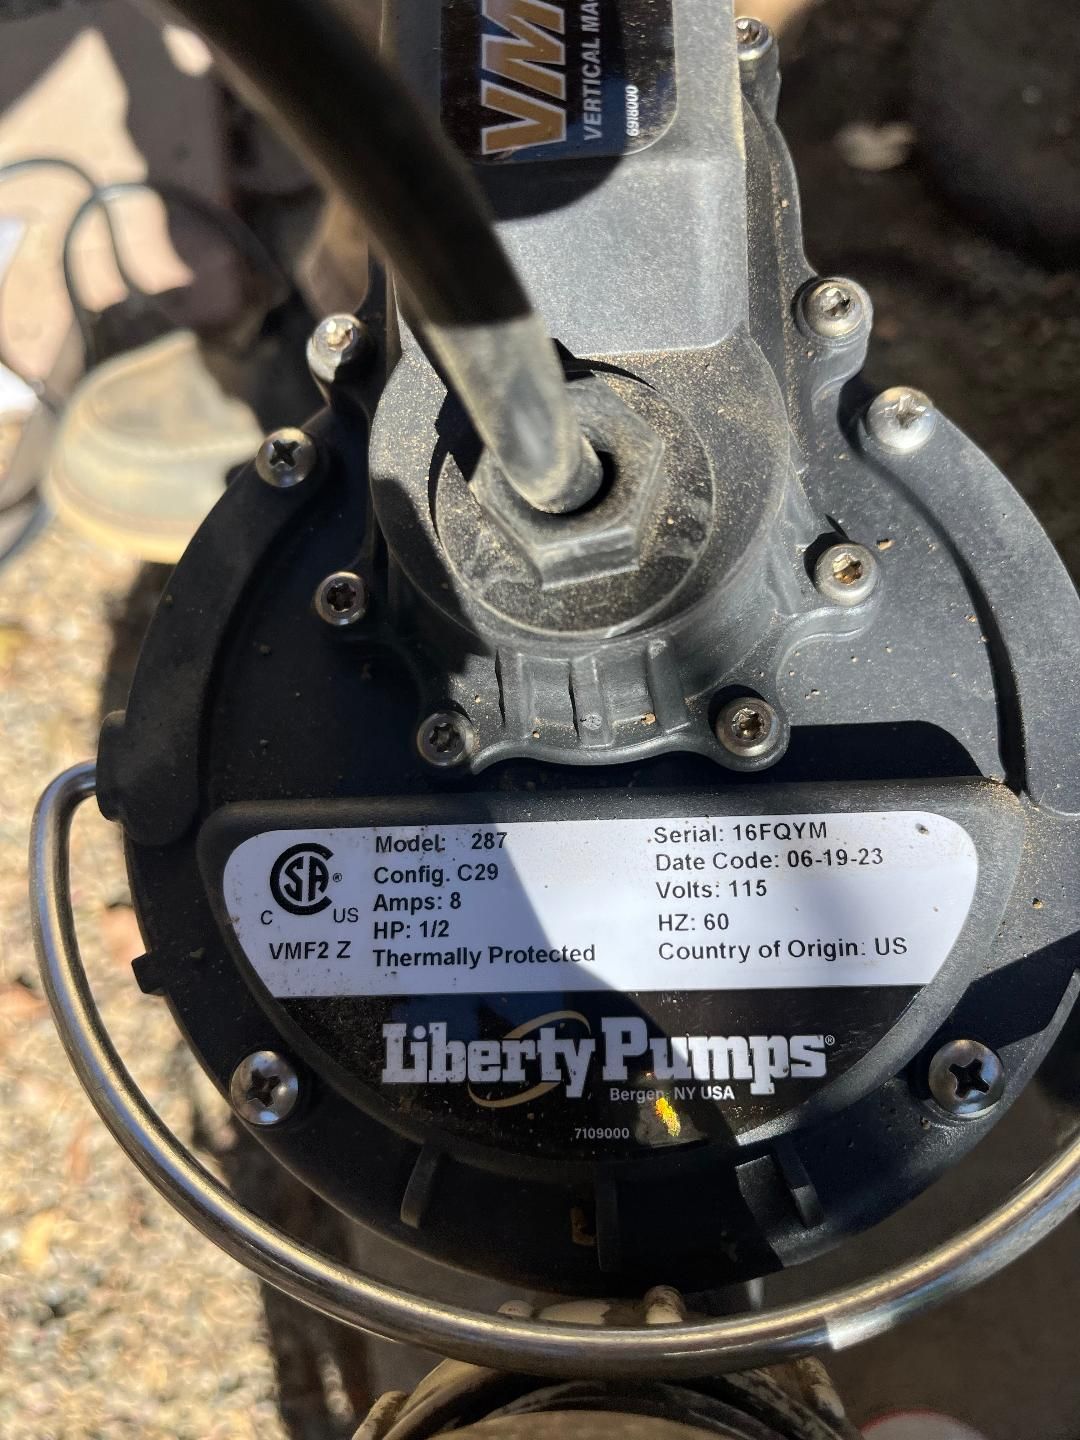 VM
VERTICAL MA
6918000
Model: 287
Config. C29
Amps: 8
HP: 1/2
Thermally Protected
Serial: 16FQYM
Date Code: 06-19-23
Volts: 115
HZ: 60
Country of Origin: US
CSA®
C US
VMF2 Z
Liberty Pumps®
Bergen, NY USA
7109000